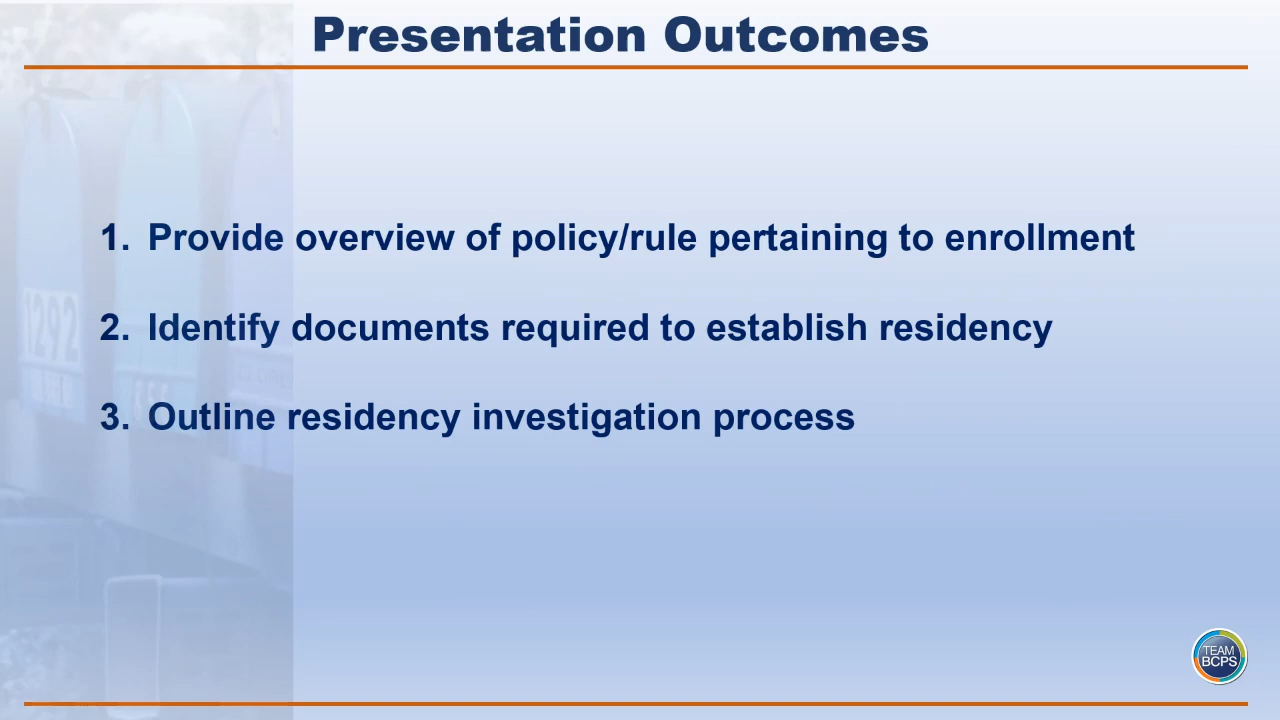 Presentation Outcomes
1. Provide overview of policy/rule pertaining to enrollment
2. Identify documents required to establish residency
1292
3. Outline residency investigation process
TEAM
BCPS